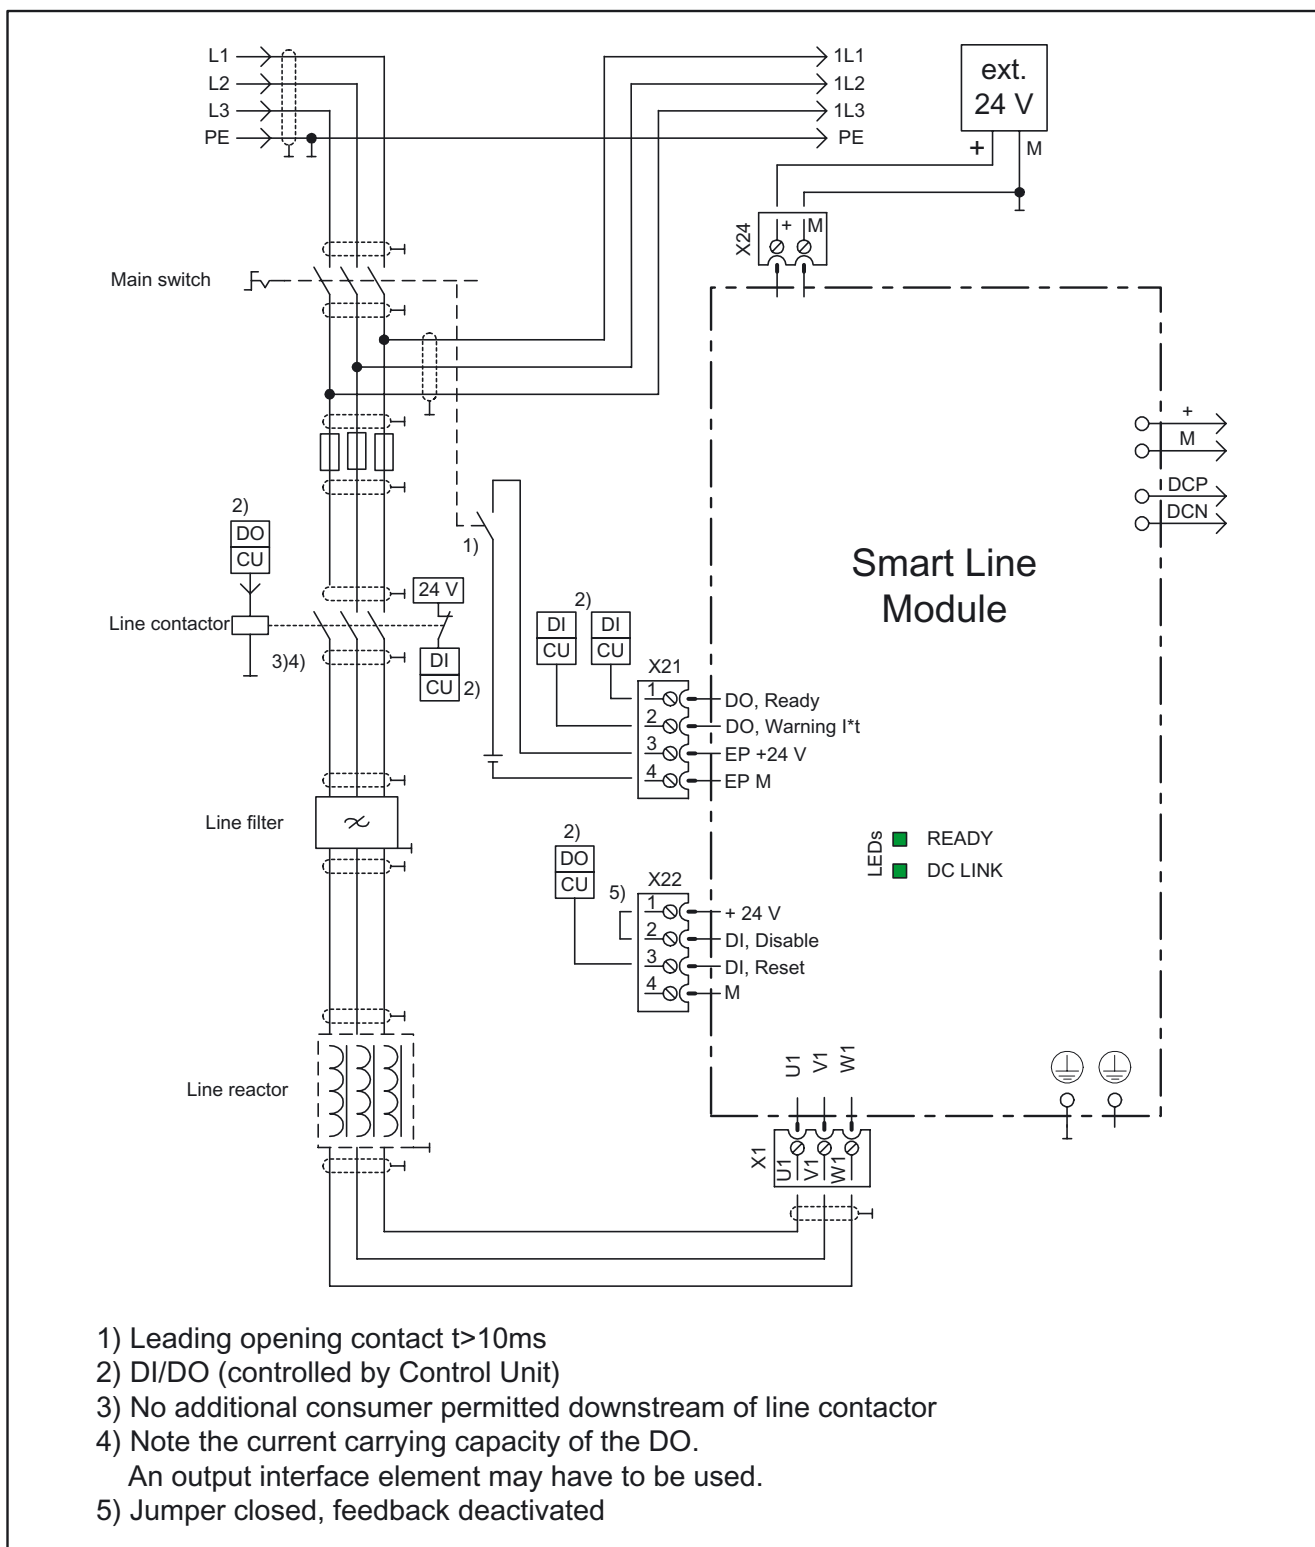 L1
L2
L3
PE
1L1
1L2
1L3
PE
ext.
24 V
+ M
X24
+ M
Main switch
1)
+
M
DCP
DCN
Smart Line
Module
2)
DO
CU
24 V
Line contactor
3)4)
DI
CU 2)
2)
DI DI
CU CU
X21
1 DO, Ready
2 DO, Warning I*t
3 EP +24 V
4 EP M
Line filter
LEDs
READY
DC LINK
2)
DO
CU
5)
X22
1 + 24 V
2 DI, Disable
3 DI, Reset
4 M
Line reactor
U1 V1 W1
X1
U1 V1 W1
1) Leading opening contact t>10ms
2) DI/DO (controlled by Control Unit)
3) No additional consumer permitted downstream of line contactor
4) Note the current carrying capacity of the DO.
An output interface element may have to be used.
5) Jumper closed, feedback deactivated